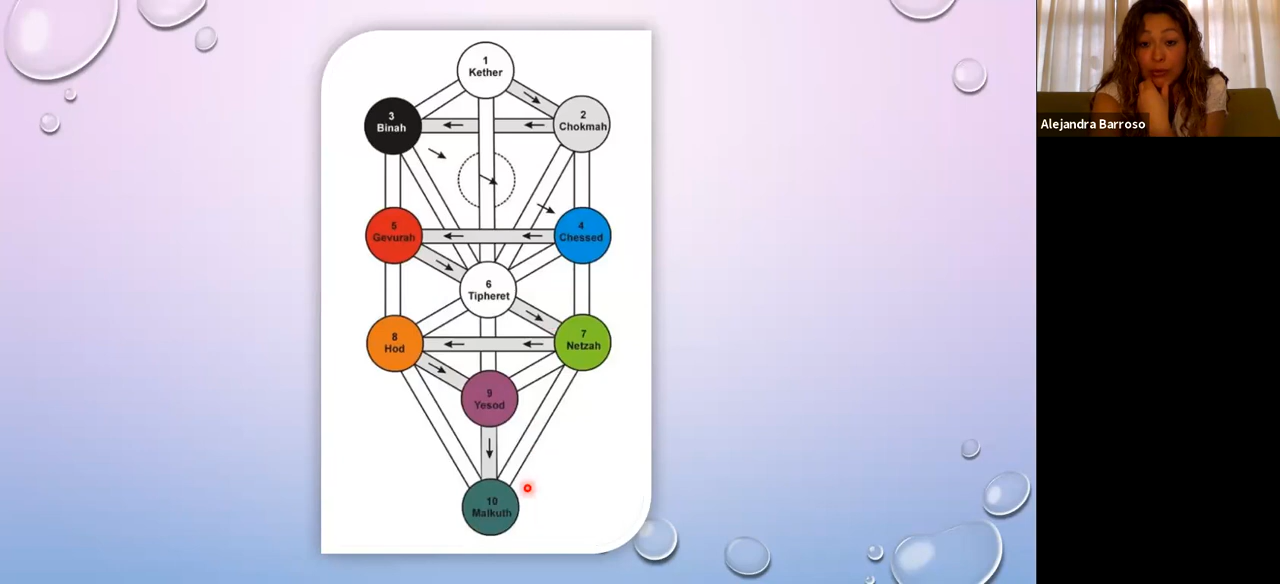 1
Kether
3
Binah
2
Chokmah
5
Gevurah
4
Chessed
6
Tipheret
8
Hod
7
Netzah
9
Yesod
10
Malkuth
Alejandra Barroso